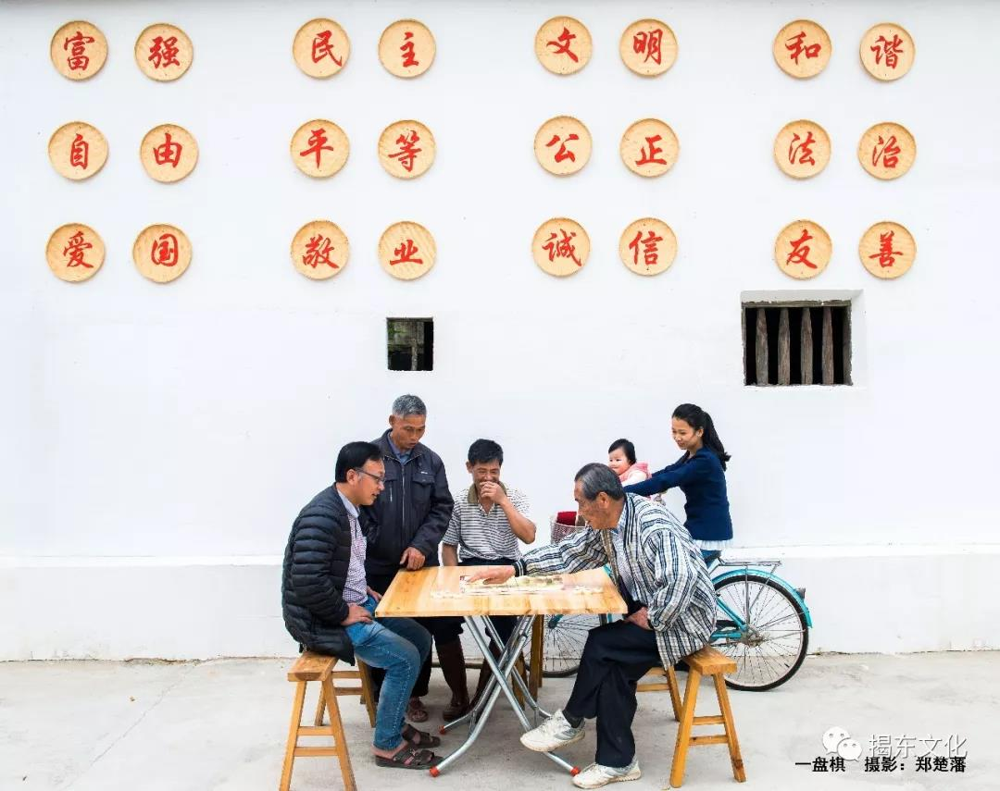 富强 民主 文明 和谐
自由 平等 公正 法治
爱国 敬业 诚信 友善
揭东文化
一盘棋 摄影：郑楚藩